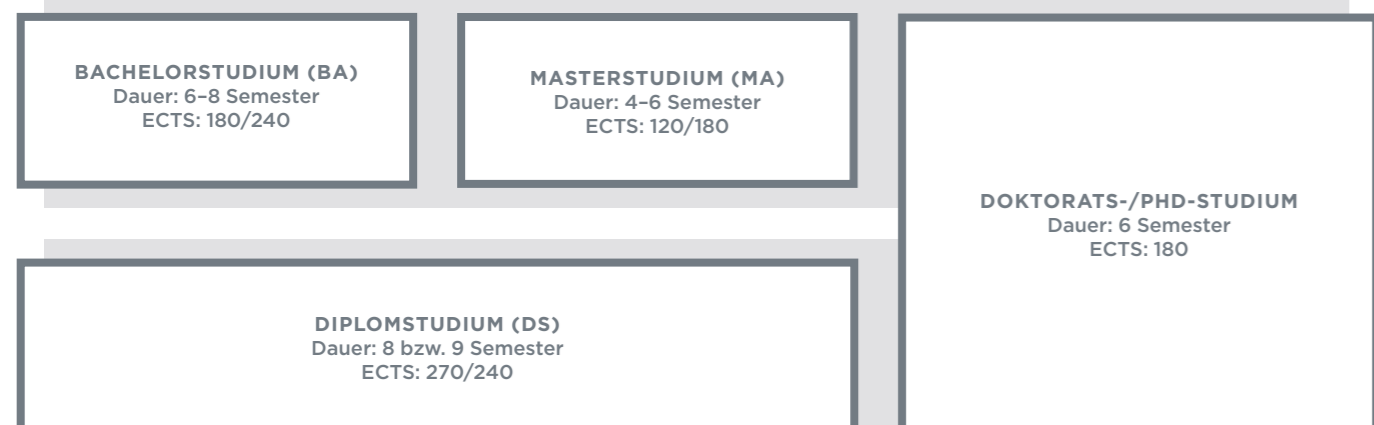 BACHELORSTUDIUM (BA)
Dauer: 6–8 Semester
ECTS: 180/240
MASTERSTUDIUM (MA)
Dauer: 4–6 Semester
ECTS: 120/180
DOKTORATS-/PHD-STUDIUM
Dauer: 6 Semester
ECTS: 180
DIPLOMSTUDIUM (DS)
Dauer: 8 bzw. 9 Semester
ECTS: 270/240